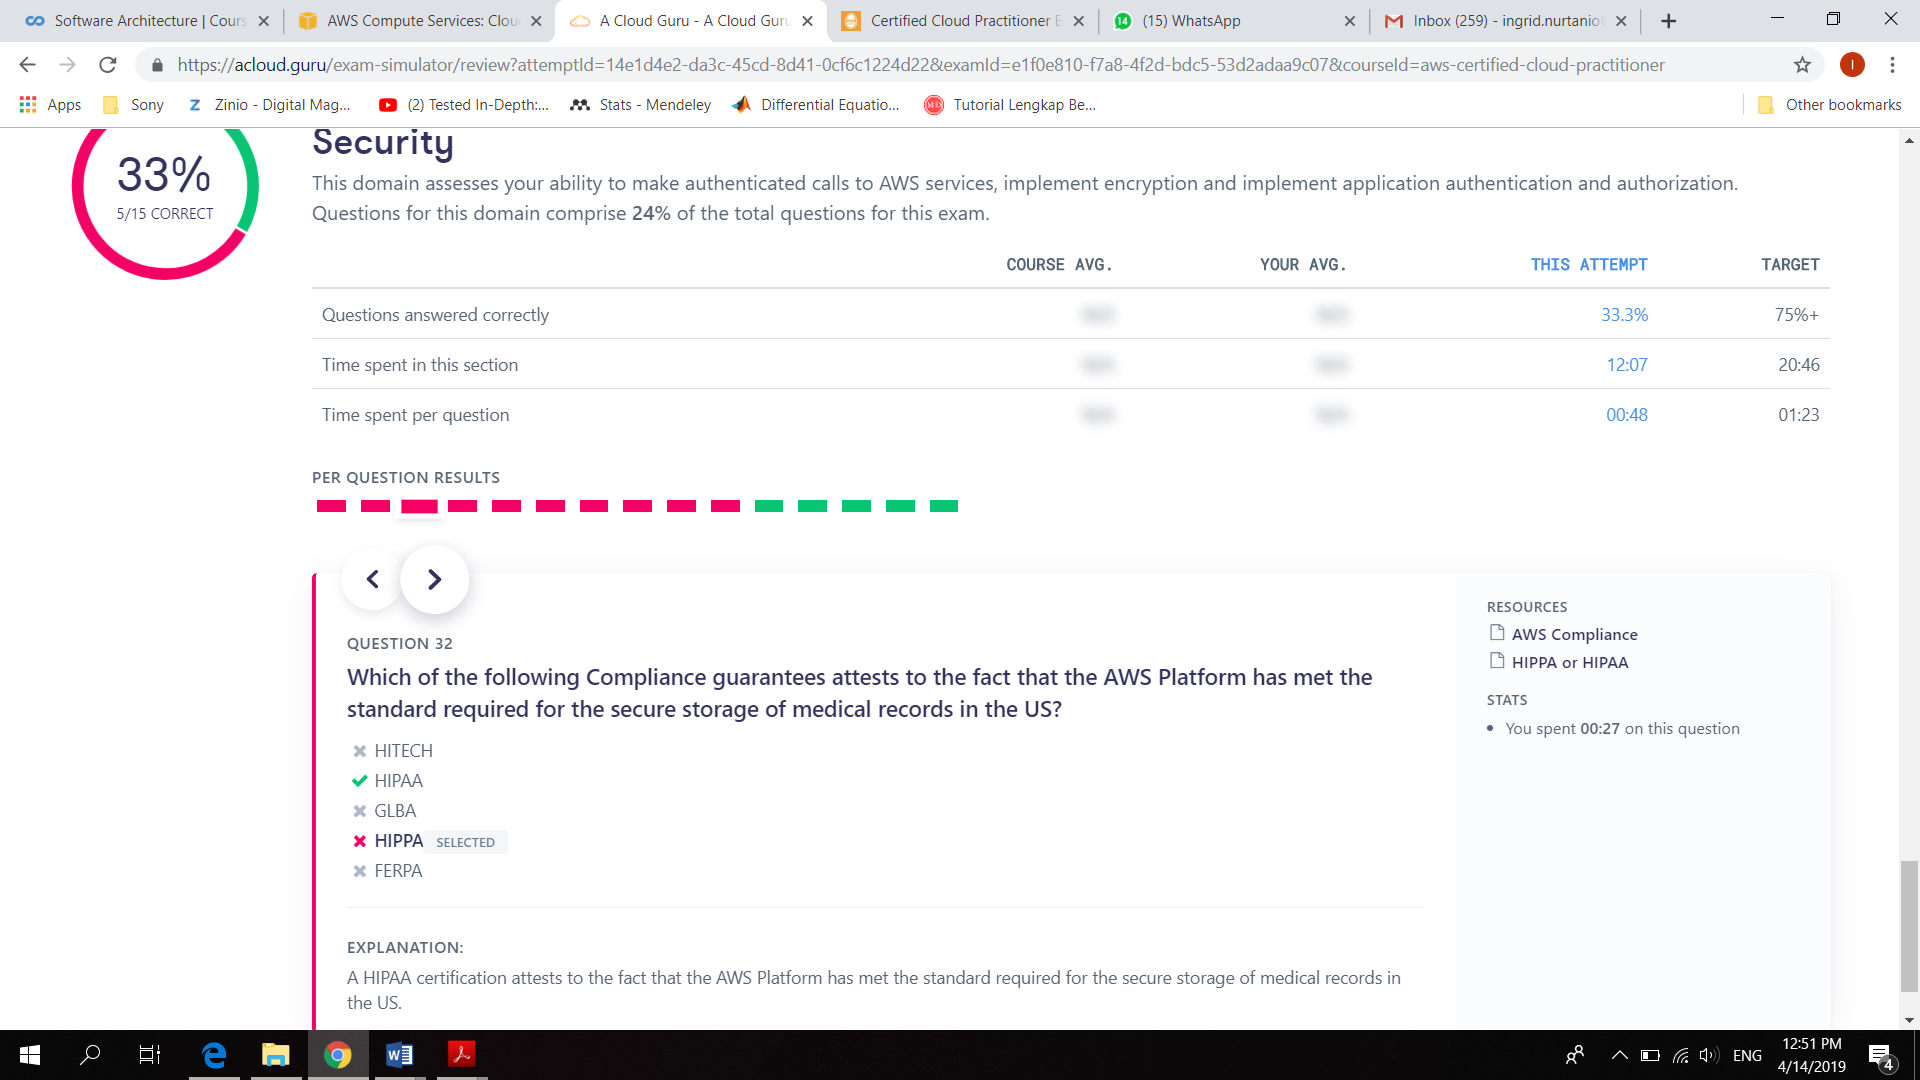 Software Architecture | Cours
AWS Compute Services: Clou
A Cloud Guru - A Cloud Guru
Certified Cloud Practitioner E
14 (15) WhatsApp
Inbox (259) - ingrid.nurtanio
https://acloud.guru/exam-simulator/review?attemptId=14e1d4e2-da3c-45cd-8d41-0cf6c1224d22&examId=e1f0e810-f7a8-4f2d-bdc5-53d2adaa9c07&courseId=aws-certified-cloud-practitioner
I
Apps
Sony
Z Zinio - Digital Mag...
(2) Tested In-Depth:...
Stats - Mendeley
Differential Equatio...
Tutorial Lengkap Be...
Other bookmarks
33%
5/15 CORRECT
Security
This domain assesses your ability to make authenticated calls to AWS services, implement encryption and implement application authentication and authorization.
Questions for this domain comprise 24% of the total questions for this exam.
COURSE AVG. YOUR AVG. THIS ATTEMPT TARGET
Questions answered correctly 33.3% 75%+
Time spent in this section 12:07 20:46
Time spent per question 00:48 01:23
PER QUESTION RESULTS
QUESTION 32
Which of the following Compliance guarantees attests to the fact that the AWS Platform has met the
standard required for the secure storage of medical records in the US?
HITECH
HIPAA
GLBA
HIPPA SELECTED
FERPA
EXPLANATION:
A HIPAA certification attests to the fact that the AWS Platform has met the standard required for the secure storage of medical records in
the US.
RESOURCES
AWS Compliance
HIPPA or HIPAA
STATS
You spent 00:27 on this question
ENG
12:51 PM
4/14/2019
4